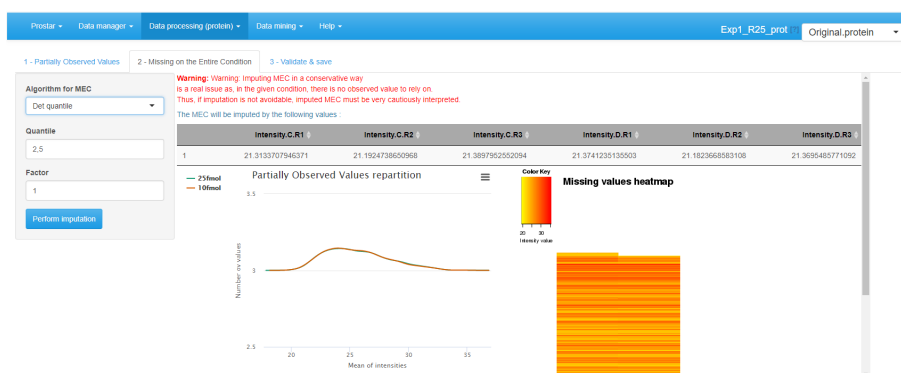 Prostar Data manager Data processing (protein) Data mining Help Exp1_R25_prot [?] Original.protein
1 - Partially Observed Values 2 - Missing on the Entire Condition 3 - Validate & save
Warning: Warning: Imputing MEC in a conservative way
is a real issue as, in the given condition, there is no observed value to rely on.
Thus, if imputation is not avoidable, imputed MEC must be very cautiously interpreted.
The MEC will be imputed by the following values :
Algorithm for MEC
Det quantile
Quantile
2,5
Factor
1
Perform imputation
Intensity.C.R1 Intensity.C.R2 Intensity.C.R3 Intensity.D.R1 Intensity.D.R2 Intensity.D.R3
1 21.3133707946371 21.1924738650968 21.3897952552094 21.3741235135503 21.1823668583108 21.3695485771092
25fmol
10fmol
Partially Observed Values repartition
3.5
3
2.5
Number ov values
20 25 30 35
Mean of intensities
Color Key
20 30
Intensity value
Missing values heatmap